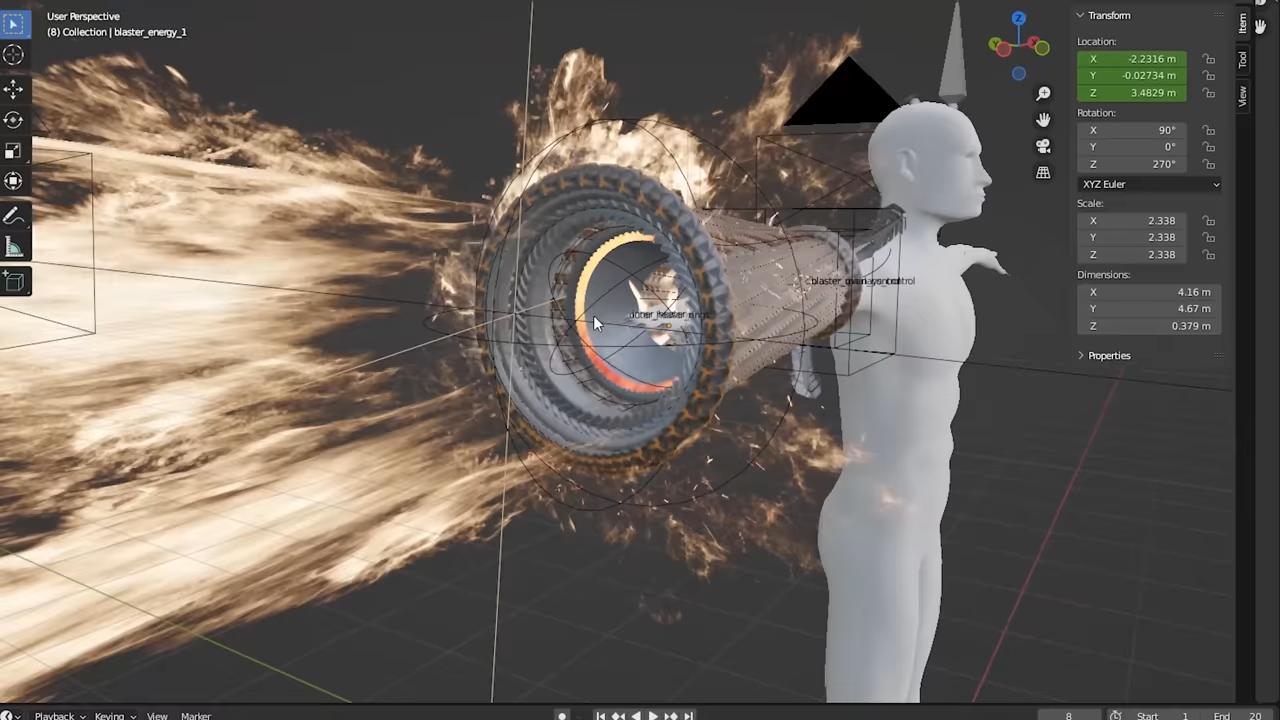 User Perspective
(8) Collection | blaster_energy_1
Transform
Location:
X -2.2316 m
Y -0.02734 m
Z 3.4829 m
Rotation:
X 90°
Y 0°
Z 270°
XYZ Euler
Scale:
X 2.338
Y 2.338
Z 2.338
Dimensions:
X 4.16 m
Y 4.67 m
Z 0.379 m
Properties
Item
Tool
View
Z
Playback Keying View Marker 8 Start 1 End 20